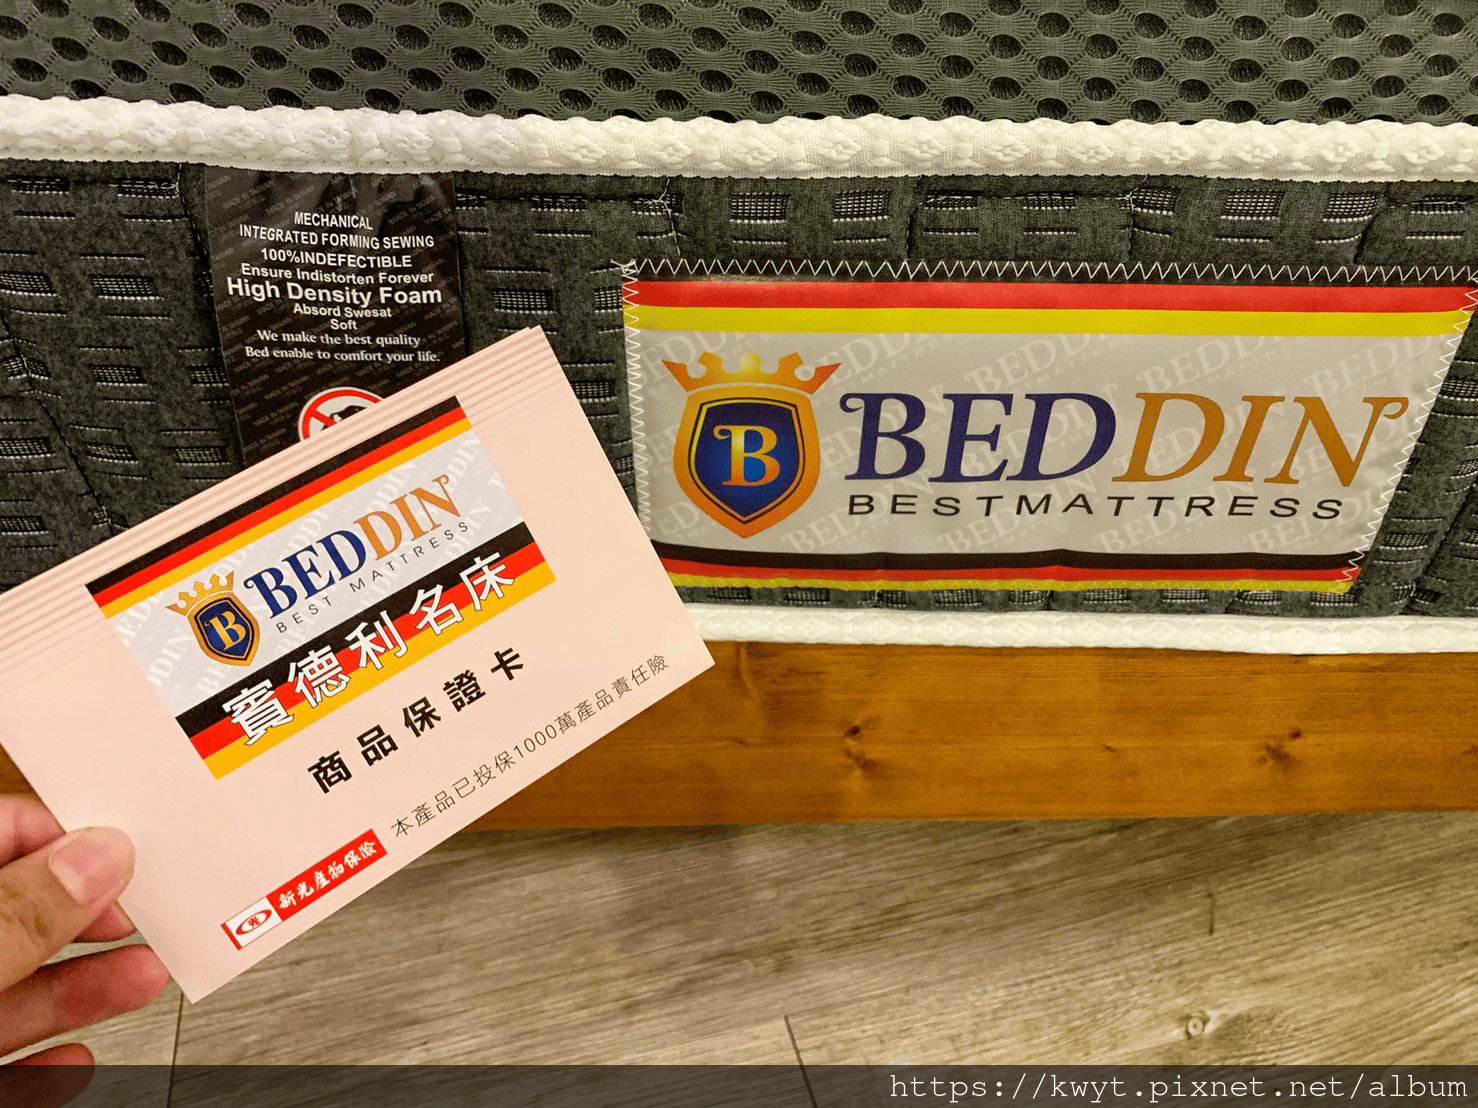 MECHANICAL
INTEGRATED FORMING SEWING
100%INDEFECTIBLE
Ensure Indistorten Forever
High Density Foam
Absord Swesat
Soft
We make the best quality
Bed enable to comfort your life.
B
BEDDIN
BESTMATTRESS
B
BEDDIN
BEST MATTRESS
賓德利名床
商品保證卡
本產品已投保1000萬產品責任險
新光產物保險
https://kwyt.pixnet.net/album